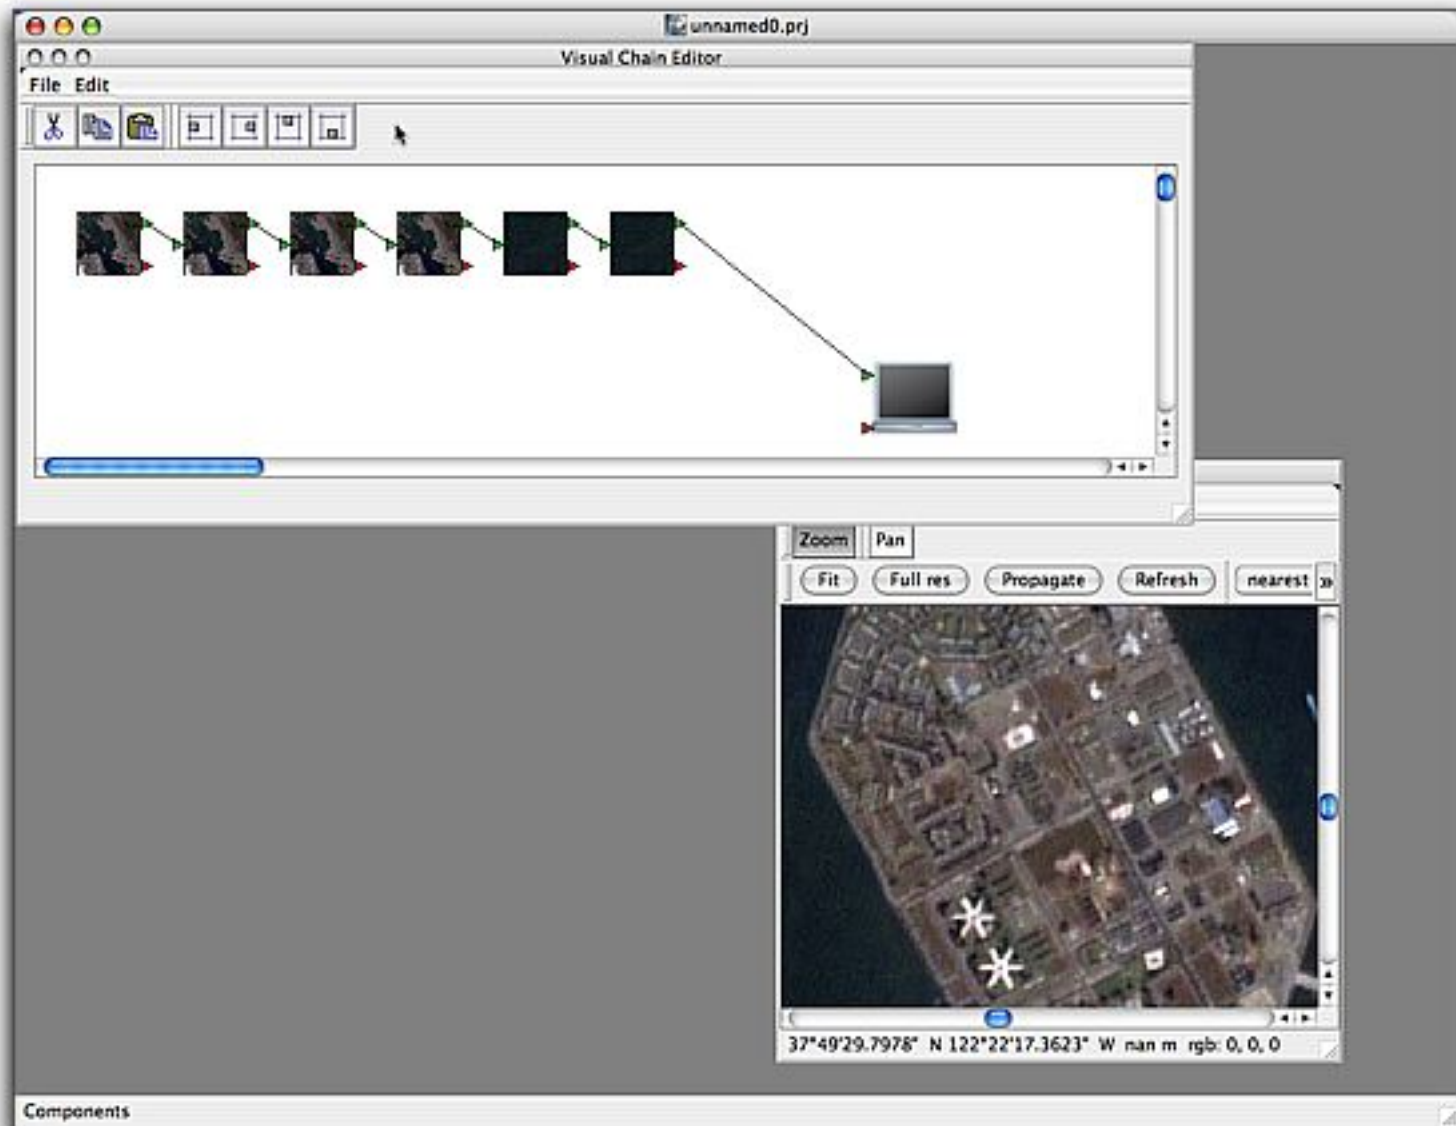 unnamed0.prj
Visual Chain Editor
File Edit
Zoom Pan
Fit Full res Propagate Refresh nearest »
37°49'29.7978" N 122°22'17.3623" W nan m rgb: 0, 0, 0
Components